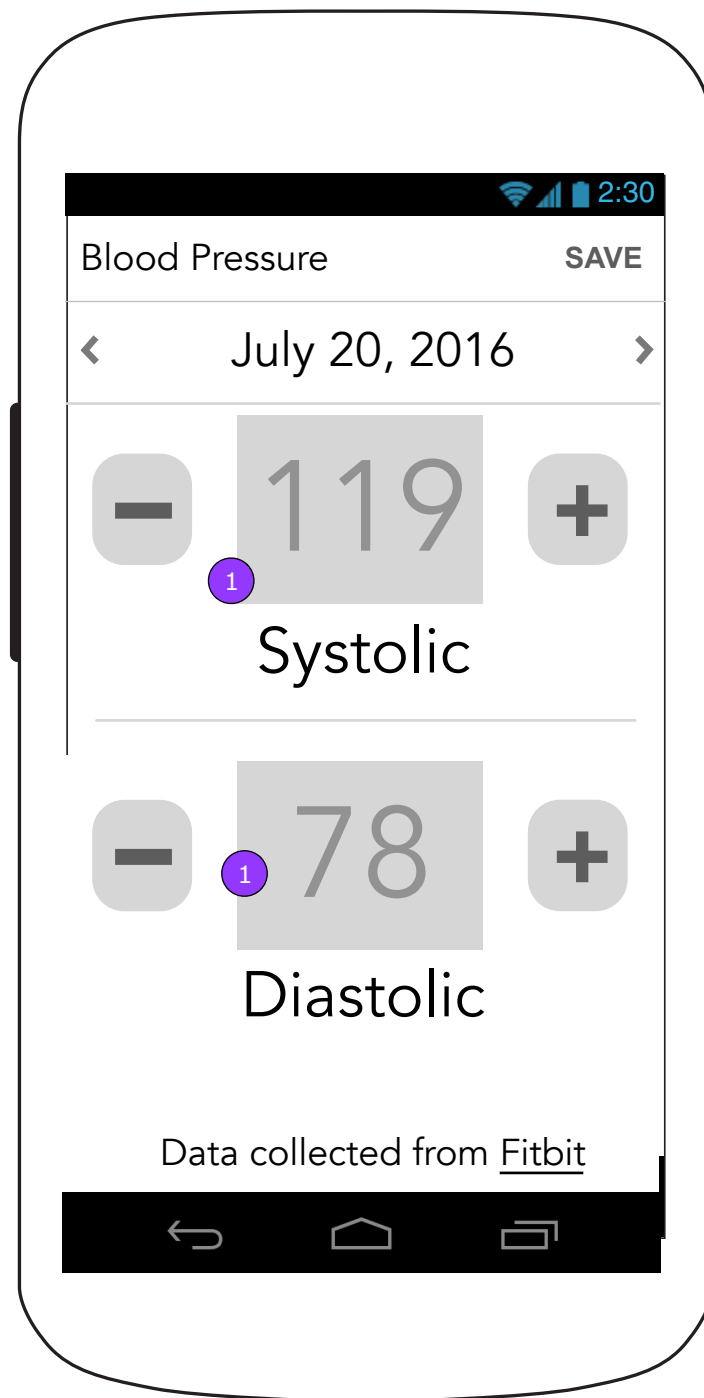 2:30
Blood Pressure SAVE
July 20, 2016
119
1
Systolic
78
1
Diastolic
Data collected from Fitbit